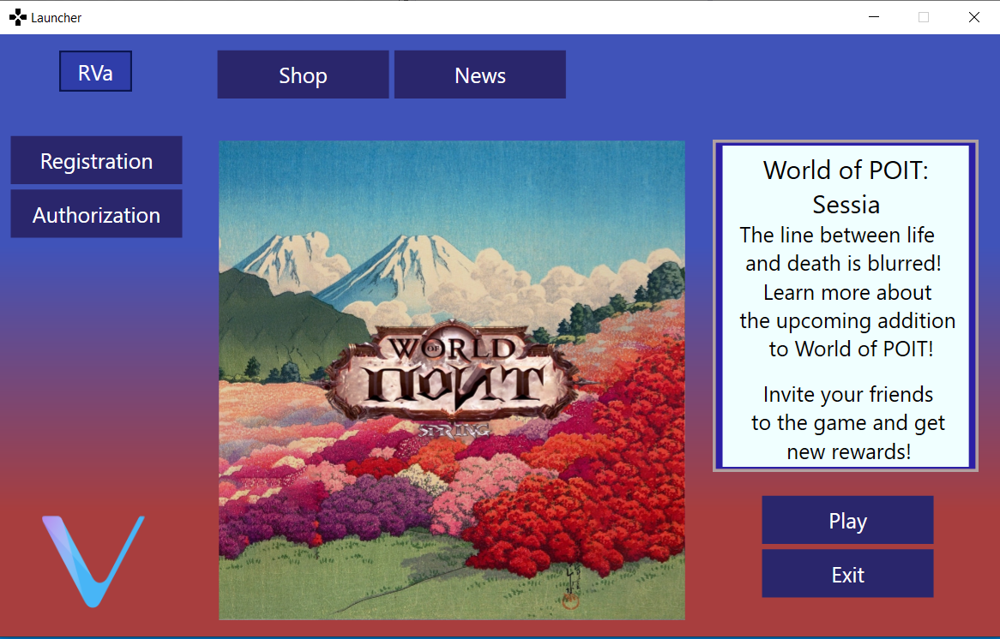 Launcher
RVa
Shop
News
Registration
Authorization
WORLD
OF
ПОИТ
SPRING
World of POIT:
Sessia
The line between life
and death is blurred!
Learn more about
the upcoming addition
to World of POIT!
Invite your friends
to the game and get
new rewards!
Play
Exit